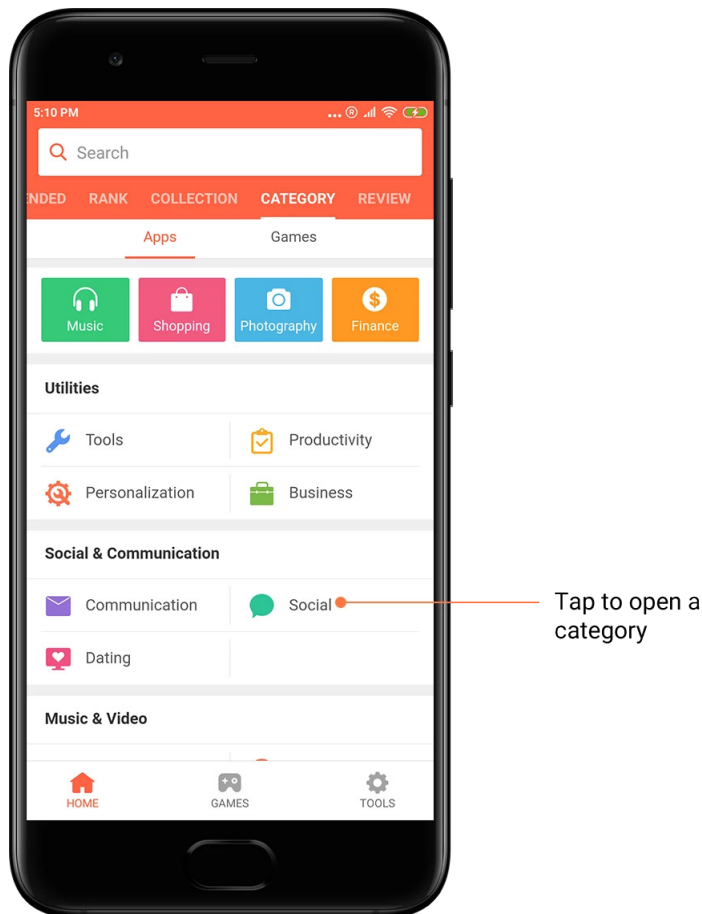 5:10 PM
... ®
Search
ENDED RANK COLLECTION CATEGORY REVIEW
Apps Games
Music Shopping Photography Finance
Utilities
Tools Productivity
Personalization Business
Social & Communication
Communication Social
Dating
Music & Video
HOME GAMES TOOLS
Tap to open a
category